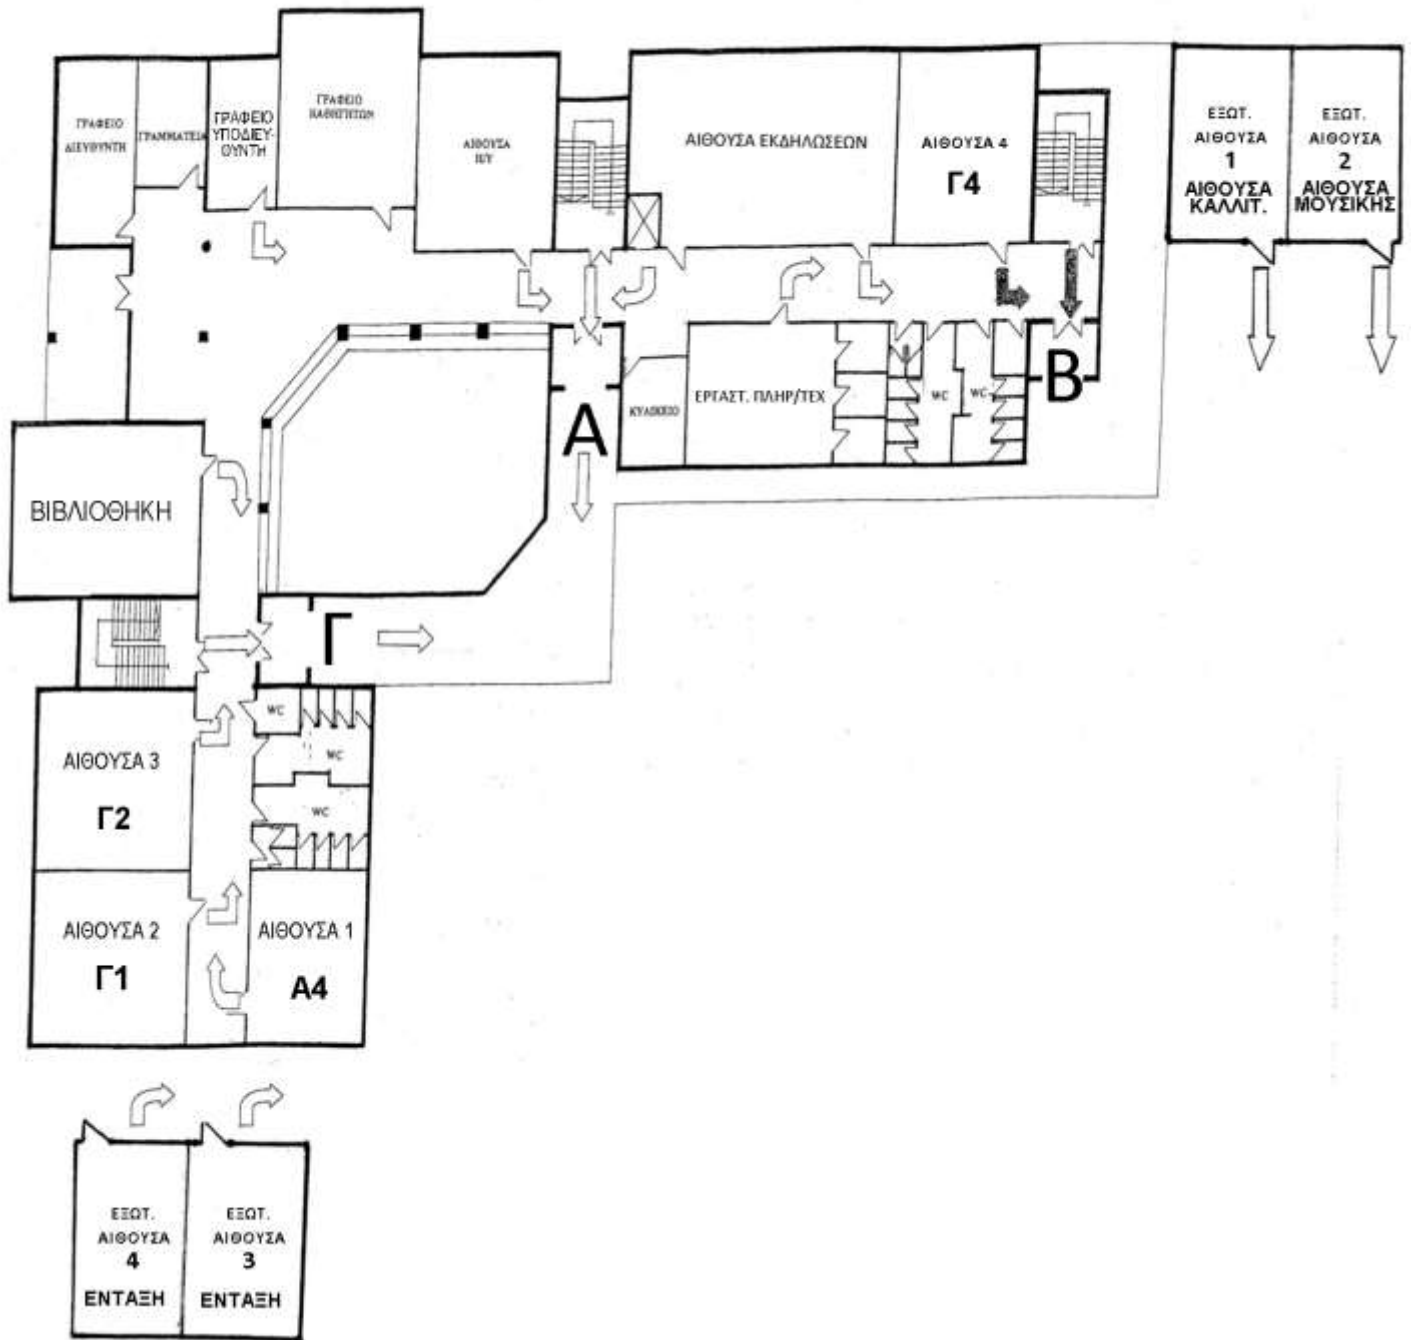 ΓΡΑΦΕΙΟ
ΔΙΕΥΘΥΝΤΗ
ΓΡΑΜΜΑΤΕΙΑ
ΓΡΑΦΕΙΟ
ΥΠΟΔΙΕΥ-
ΘΥΝΤΗ
ΓΡΑΦΕΙΟ
ΚΑΘΗΓΗΤΩΝ
ΑΙΘΟΥΣΑ
Η/Υ
ΑΙΘΟΥΣΑ ΕΚΔΗΛΩΣΕΩΝ
ΑΙΘΟΥΣΑ 4
Γ4
ΕΞΩΤ.
ΑΙΘΟΥΣΑ
1
ΑΙΘΟΥΣΑ
ΚΑΛΛΙΤ.
ΕΞΩΤ.
ΑΙΘΟΥΣΑ
2
ΑΙΘΟΥΣΑ
ΜΟΥΣΙΚΗΣ
Α
ΚΥΛΙΚΕΙΟ
ΕΡΓΑΣΤ. ΠΛΗΡ/ΤΕΧ
WC
WC
Β
ΒΙΒΛΙΟΘΗΚΗ
Γ
WC
WC
WC
ΑΙΘΟΥΣΑ 3
Γ2
ΑΙΘΟΥΣΑ 2
Γ1
ΑΙΘΟΥΣΑ 1
Α4
ΕΞΩΤ.
ΑΙΘΟΥΣΑ
4
ΕΝΤΑΞΗ
ΕΞΩΤ.
ΑΙΘΟΥΣΑ
3
ΕΝΤΑΞΗ